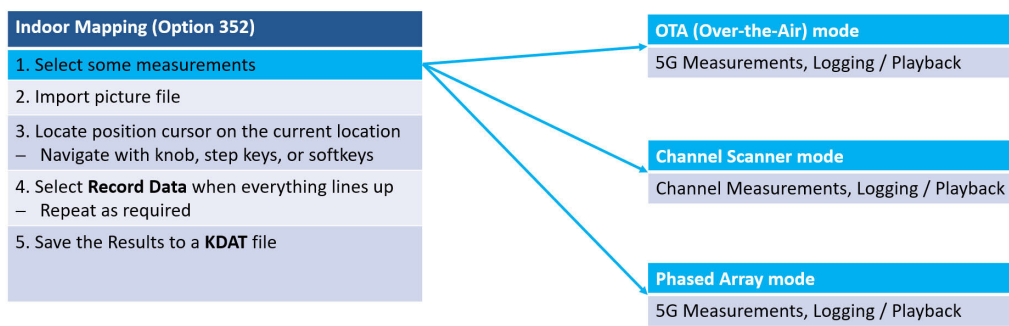 Indoor Mapping (Option 352)
1. Select some measurements
2. Import picture file
3. Locate position cursor on the current location
– Navigate with knob, step keys, or softkeys
4. Select Record Data when everything lines up
– Repeat as required
5. Save the Results to a KDAT file
OTA (Over-the-Air) mode
5G Measurements, Logging / Playback
Channel Scanner mode
Channel Measurements, Logging / Playback
Phased Array mode
5G Measurements, Logging / Playback